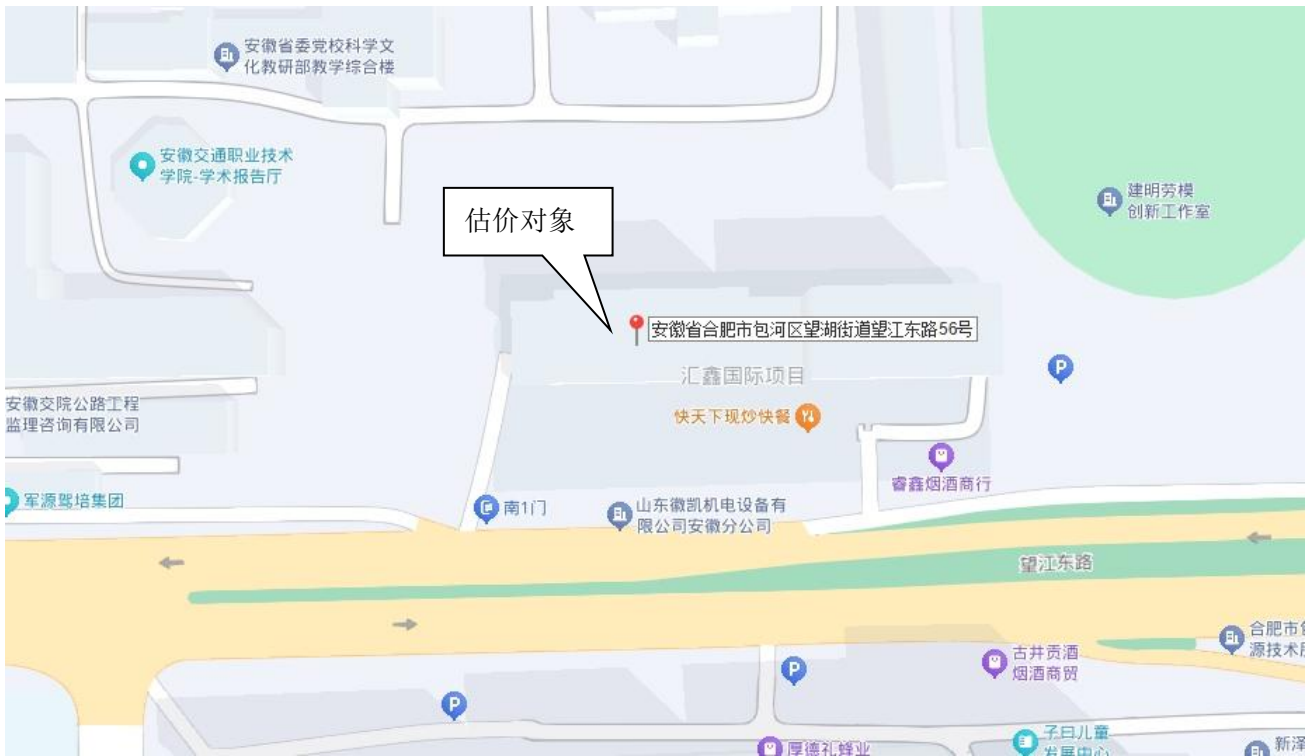 安徽省委党校科学文
化教研部教学综合楼
安徽交通职业技术
学院-学术报告厅
建明劳模
创新工作室
估价对象
安徽省合肥市包河区望湖街道望江东路56号
汇鑫国际项目
P
快天下现炒快餐
安徽交院公路工程
监理咨询有限公司
睿鑫烟酒商行
军源驾培集团
南1门
山东徽凯机电设备有
限公司安徽分公司
望江东路
合肥市包
源技术服
古井贡酒
烟酒商贸
P
P
子曰儿童
发展中心
厚德礼蜂业
新泽